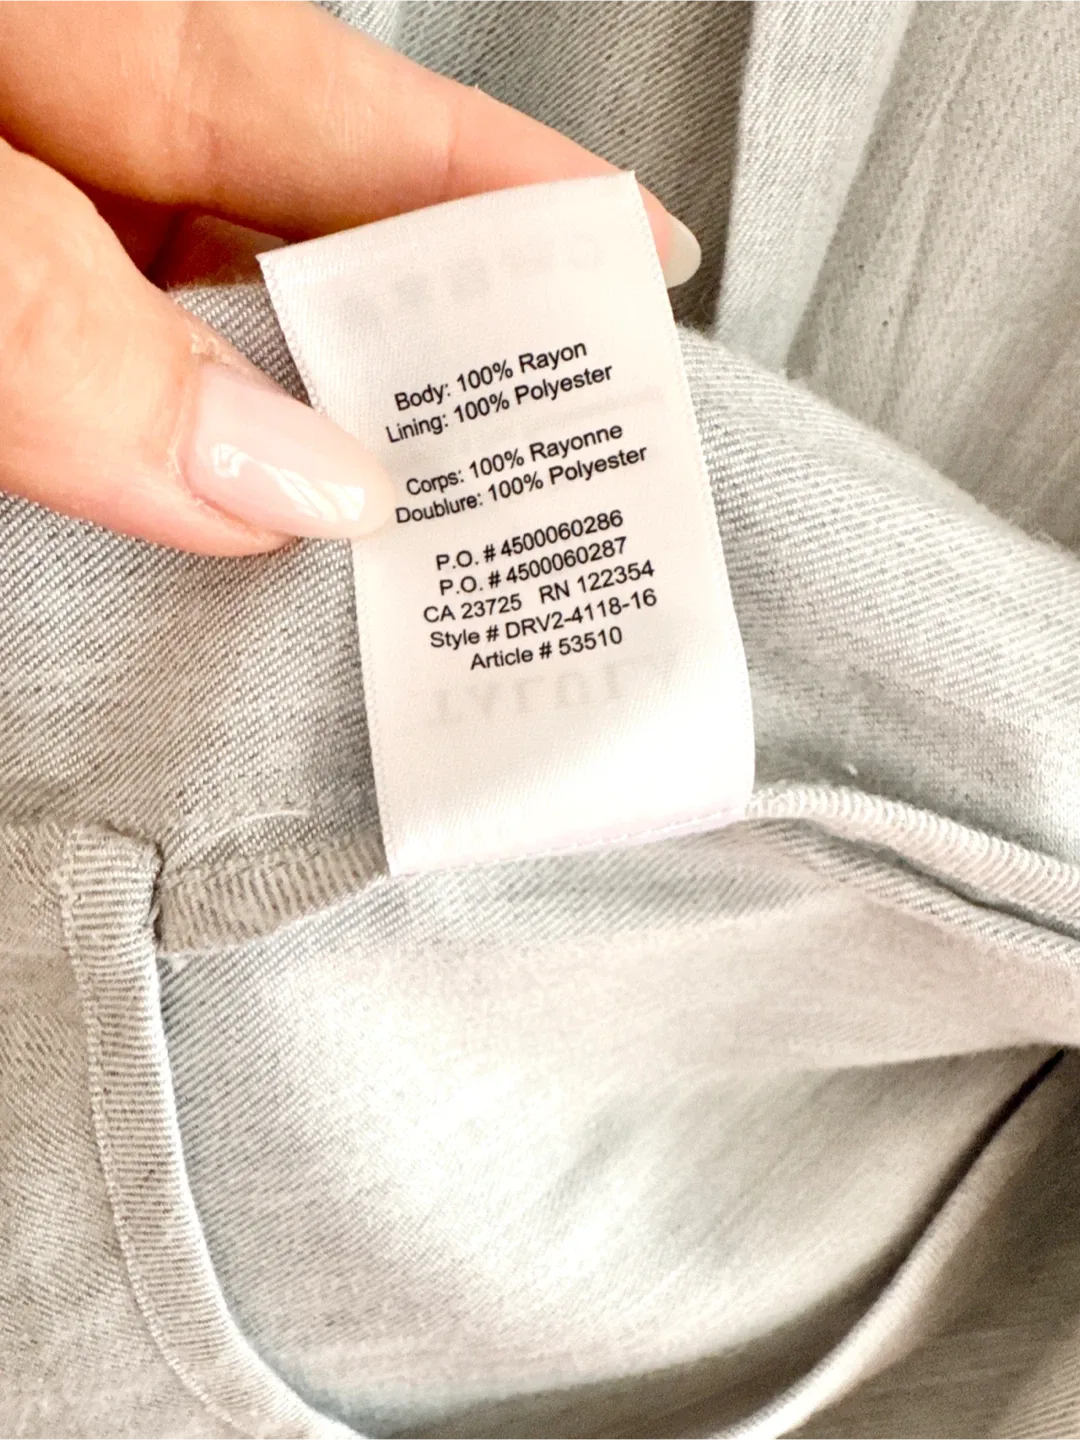 Body: 100% Rayon
Lining: 100% Polyester
Corps: 100% Rayonne
Doublure: 100% Polyester
P.O. # 4500060286
P.O. # 4500060287
CA 23725 RN 122354
Style # DRV2-4118-16
Article # 53510